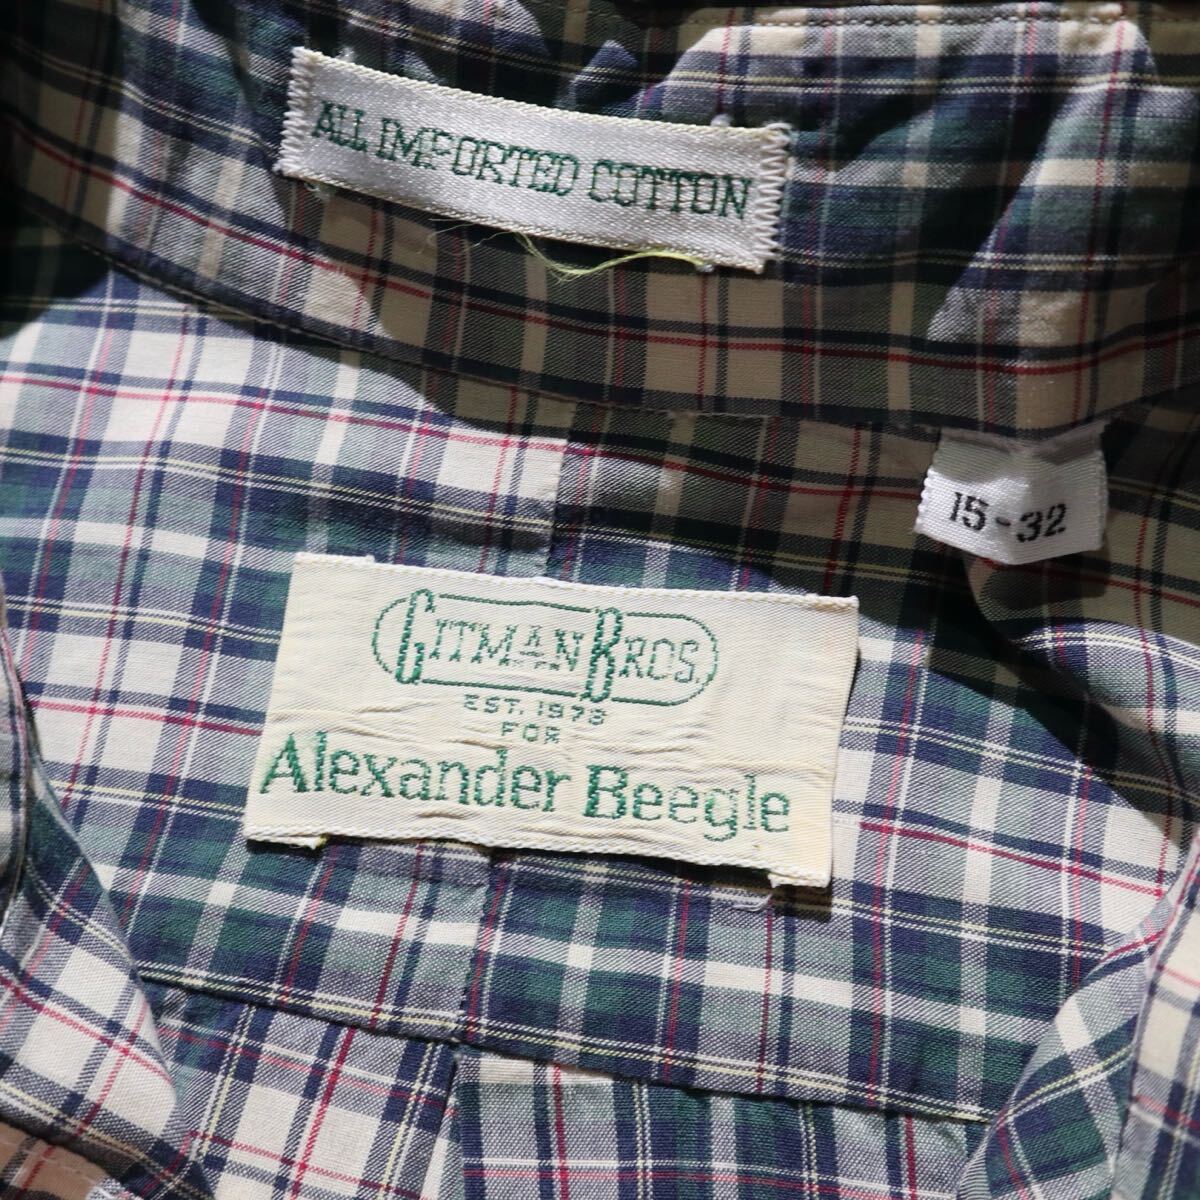 ALL IMPORTED COTTON
15-32
GITMAN BROS.
EST. 1978
FOR
Alexander Beegle